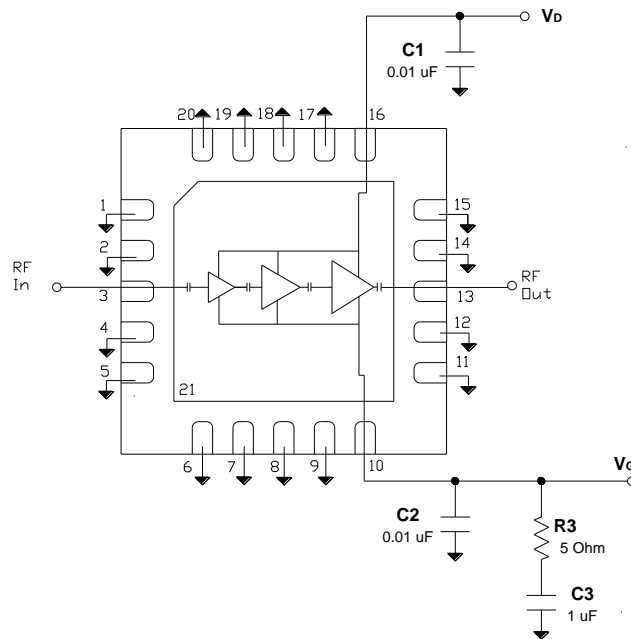 VD
C1
0.01 uF
20 19 18 17 16
1
15
2
14
RF
In
3
RF
Out
13
4
12
5
11
21
6 7 8 9 10
VG
C2
0.01 uF
R3
5 Ohm
C3
1 uF